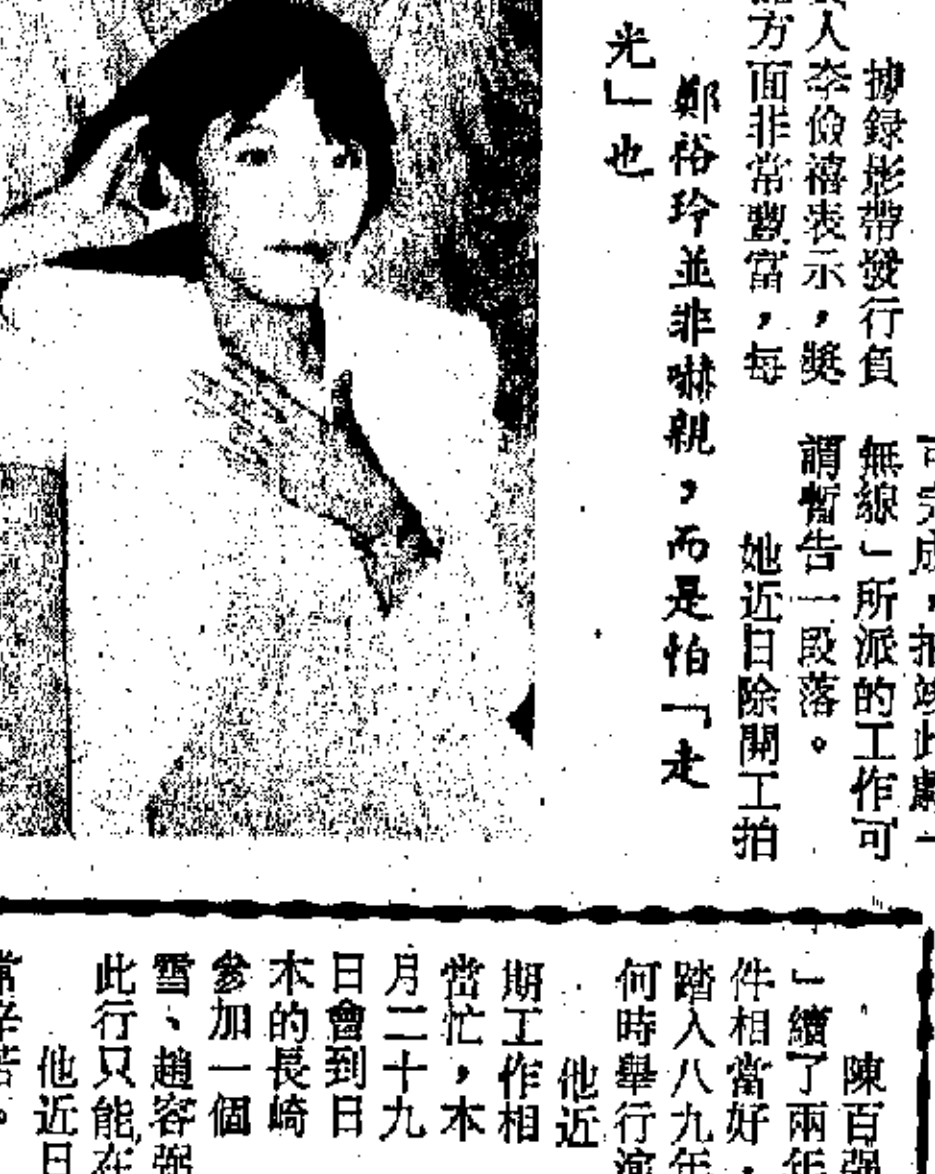 據錄影帶發行負
人李儉禧表示，獎
方面非常豐富，每
完成，拍竣此劇一
無線」所派的工作可
謂暫告一段落。
她近日除開工拍
鄭裕玲並非嚇親，而是怕「走
光」也
陳百強
」續了兩年
件相當好，
踏入八九年
何時舉行演
他近
期工作相
當忙，本
月二十九
日會到日
本的長崎
參加一個
雪、趙容弼
此行只能在
他近日
常辛苦。